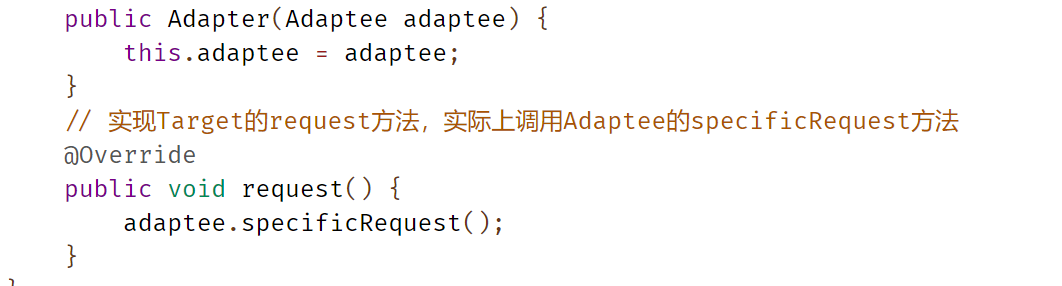 public Adapter(Adaptee adaptee) {
this.adaptee = adaptee;
}
// 实现Target的request方法，实际上调用Adaptee的specificRequest方法
@Override
public void request() {
adaptee.specificRequest();
}
}